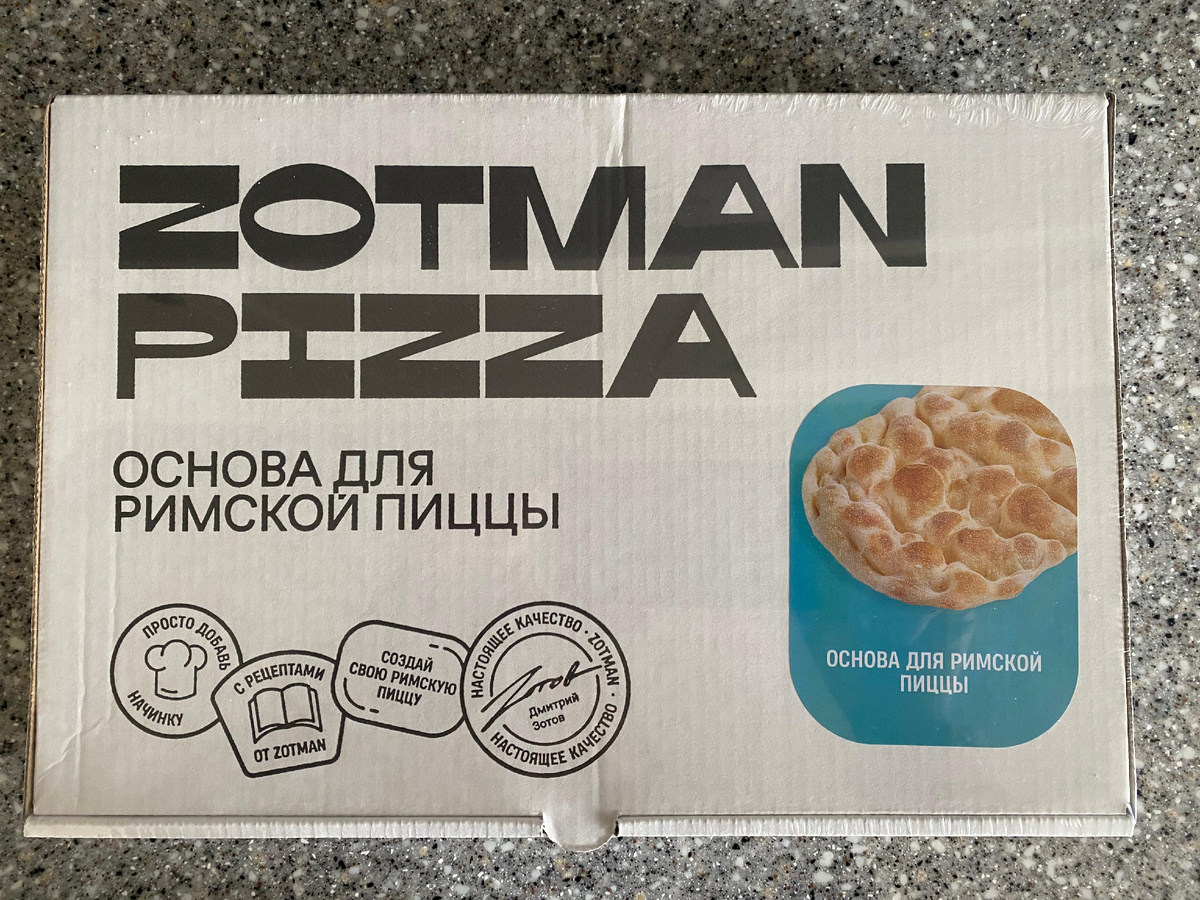 ZOTMAN
PIZZA
ОСНОВА ДЛЯ
РИМСКОЙ ПИЦЦЫ
ПРОСТО ДОБАВЬ
НАЧИНКУ
С РЕЦЕПТАМИ
ОТ ZOTMAN
СОЗДАЙ
СВОЮ РИМСКУЮ
ПИЦЦУ
НАСТОЯЩЕЕ КАЧЕСТВО · ZOTMAN ·
Зотов
Дмитрий
Зотов
НАСТОЯЩЕЕ КАЧЕСТВО
ОСНОВА ДЛЯ РИМСКОЙ
ПИЦЦЫ